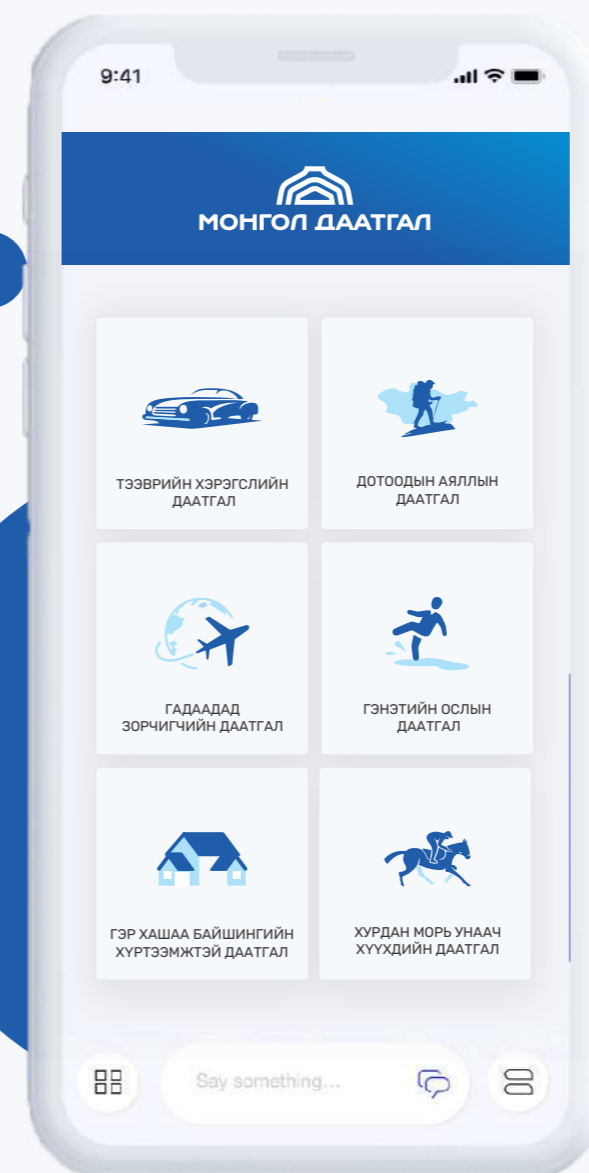 9:41
МОНГОЛ ДААТГАЛ
ТЭЭВРИЙН ХЭРЭГСЛИЙН
ДААТГАЛ
ДОТООДЫН АЯЛЛЫН
ДААТГАЛ
ГАДААДАД
ЗОРЧИГЧИЙН ДААТГАЛ
ГЭНЭТИЙН ОСЛЫН
ДААТГАЛ
ГЭР ХАШАА БАЙШИНГИЙН
ХҮРТЭЭМЖТЭЙ ДААТГАЛ
ХУРДАН МОРЬ УНААЧ
ХҮҮХДИЙН ДААТГАЛ
Say something...